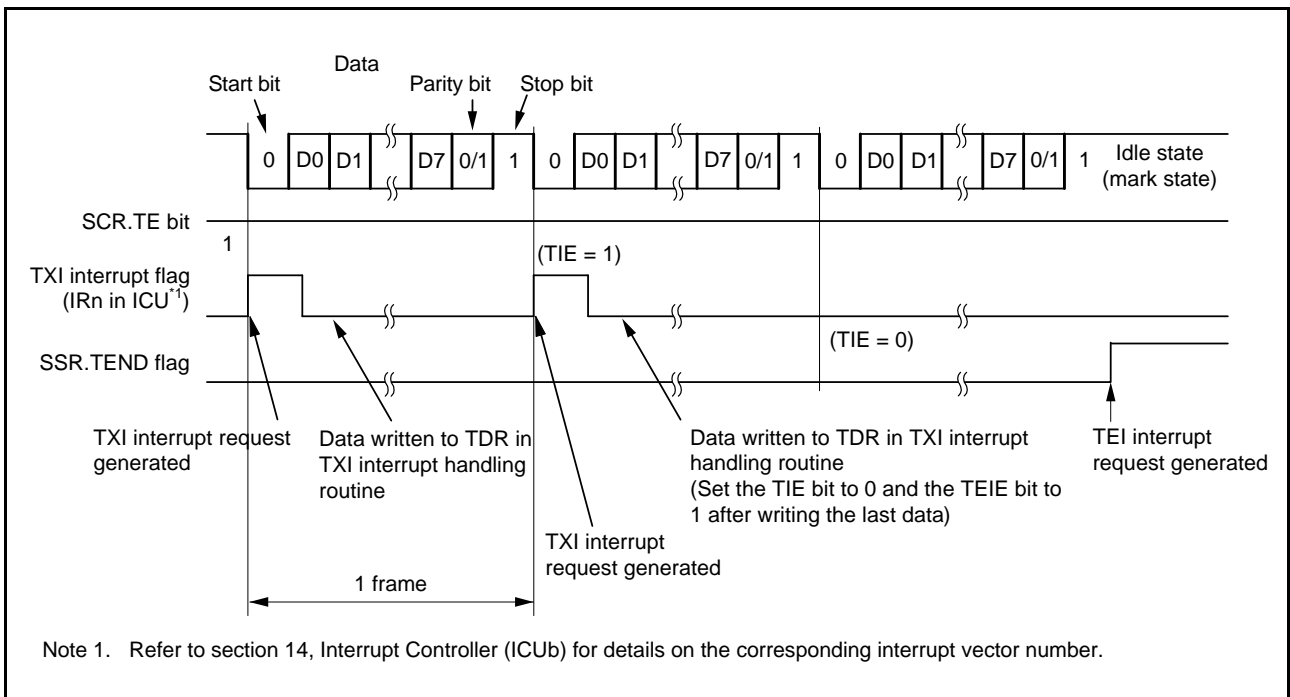 Data
Start bit
Parity bit
Stop bit
0 D0 D1 D7 0/1 1 0 D0 D1 D7 0/1 1 0 D0 D1 D7 0/1 1
Idle state
(mark state)
SCR.TE bit
1
(TIE = 1)
TXI interrupt flag
(IRn in ICU*1)
(TIE = 0)
SSR.TEND flag
TXI interrupt request
generated
Data written to TDR in
TXI interrupt handling
routine
Data written to TDR in TXI interrupt
handling routine
(Set the TIE bit to 0 and the TEIE bit to
1 after writing the last data)
TEI interrupt
request generated
TXI interrupt
request generated
1 frame
Note 1. Refer to section 14, Interrupt Controller (ICUb) for details on the corresponding interrupt vector number.